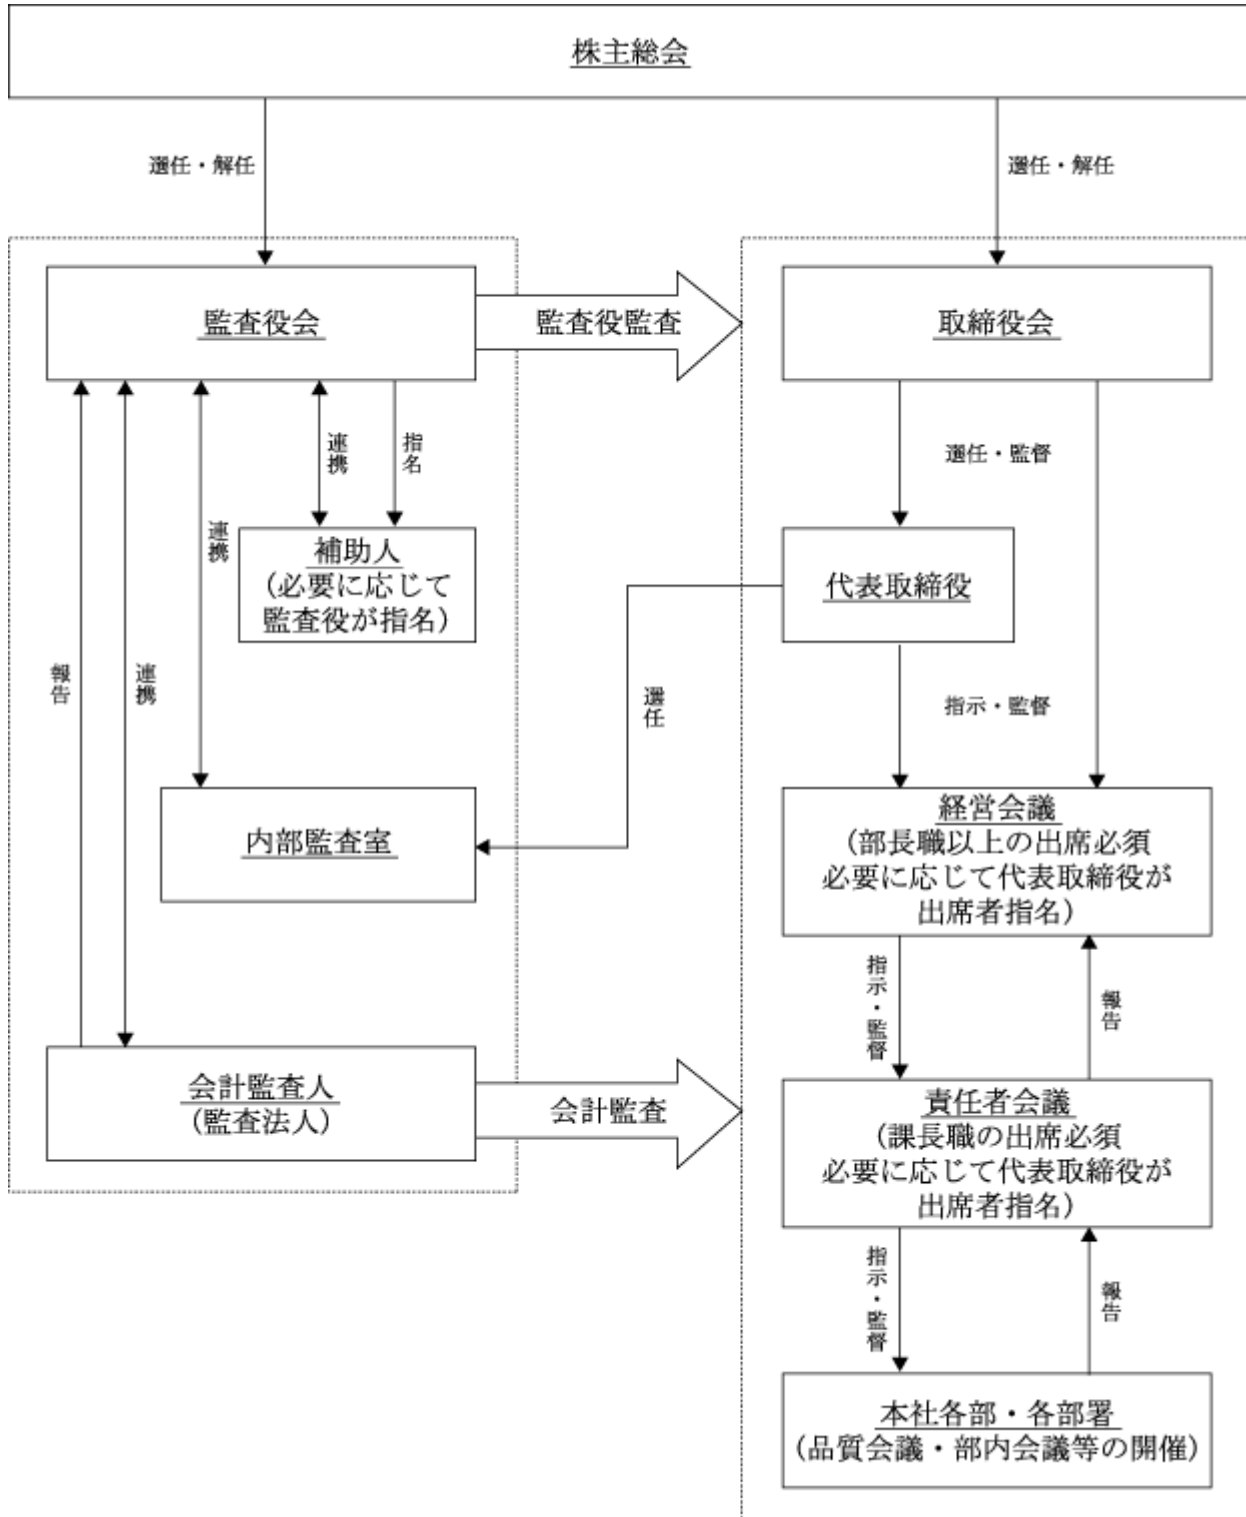 株主総会
選任・解任
選任・解任
監査役会
監査役監査
取締役会
連携
指名
選任・監督
連携
補助人
(必要に応じて
監査役が指名)
代表取締役
報告
連携
選任
指示・監督
内部監査室
経営会議
(部長職以上の出席必須
必要に応じて代表取締役が
出席者指名)
指示・監督
報告
会計監査人
(監査法人)
会計監査
責任者会議
(課長職の出席必須
必要に応じて代表取締役が
出席者指名)
指示・監督
報告
本社各部・各部署
(品質会議・部内会議等の開催)